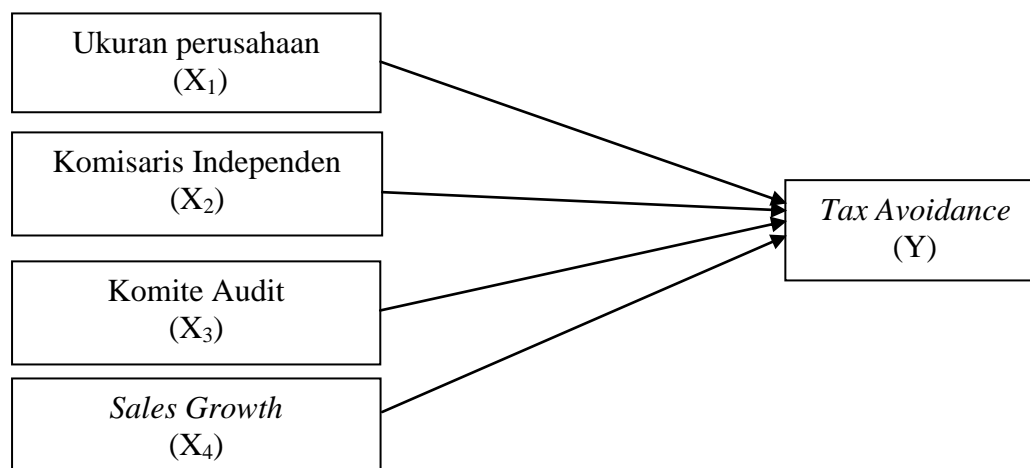 Ukuran perusahaan
(X₁)
Komisaris Independen
(X₂)
Komite Audit
(X₃)
Sales Growth
(X₄)
Tax Avoidance
(Y)